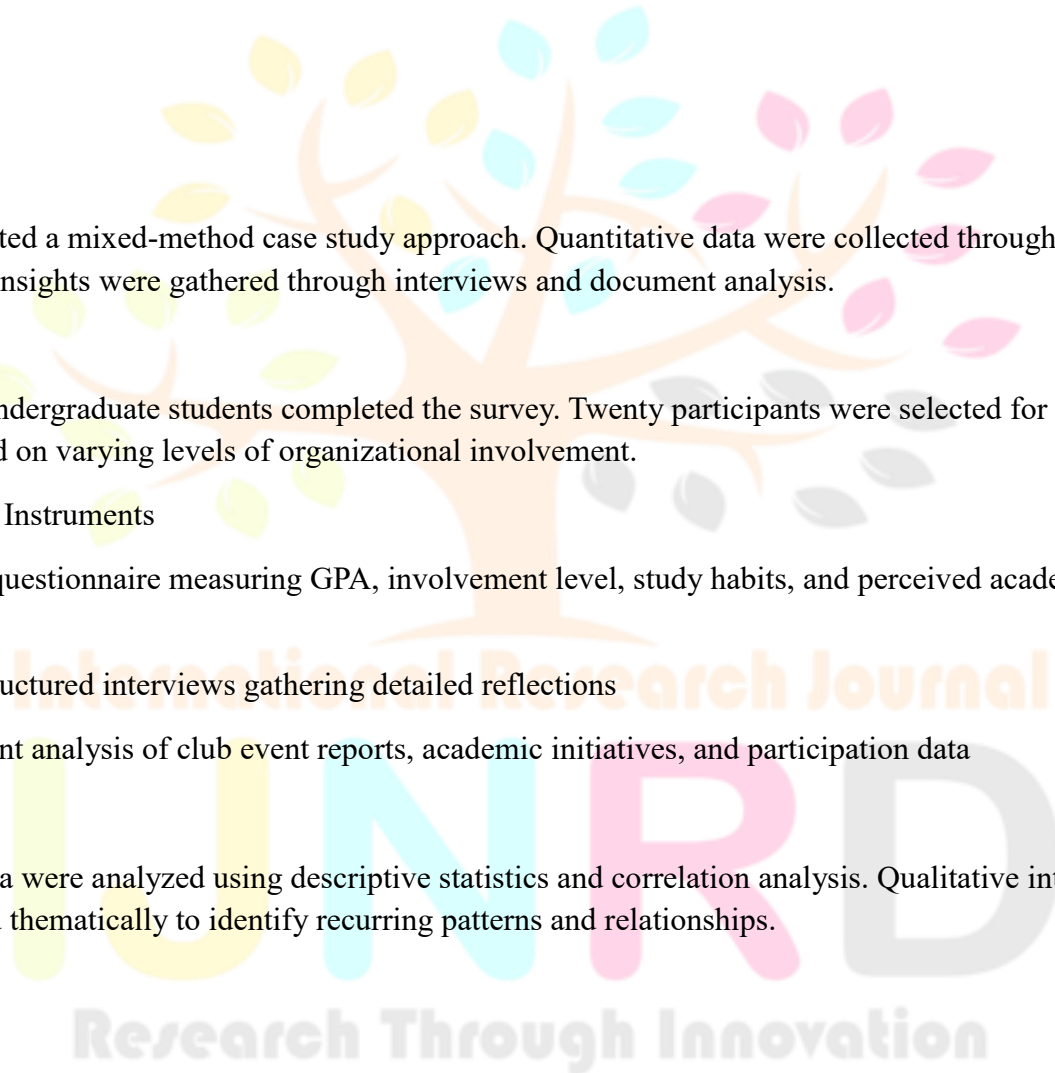 ted a mixed-method case study approach. Quantitative data were collected through
nsights were gathered through interviews and document analysis.
ndergraduate students completed the survey. Twenty participants were selected for
d on varying levels of organizational involvement.
Instruments
questionnaire measuring GPA, involvement level, study habits, and perceived acade
International Research Journal
uctured interviews gathering detailed reflections
nt analysis of club event reports, academic initiatives, and participation data
IJNRD
a were analyzed using descriptive statistics and correlation analysis. Qualitative int
d thematically to identify recurring patterns and relationships.
Research Through Innovation